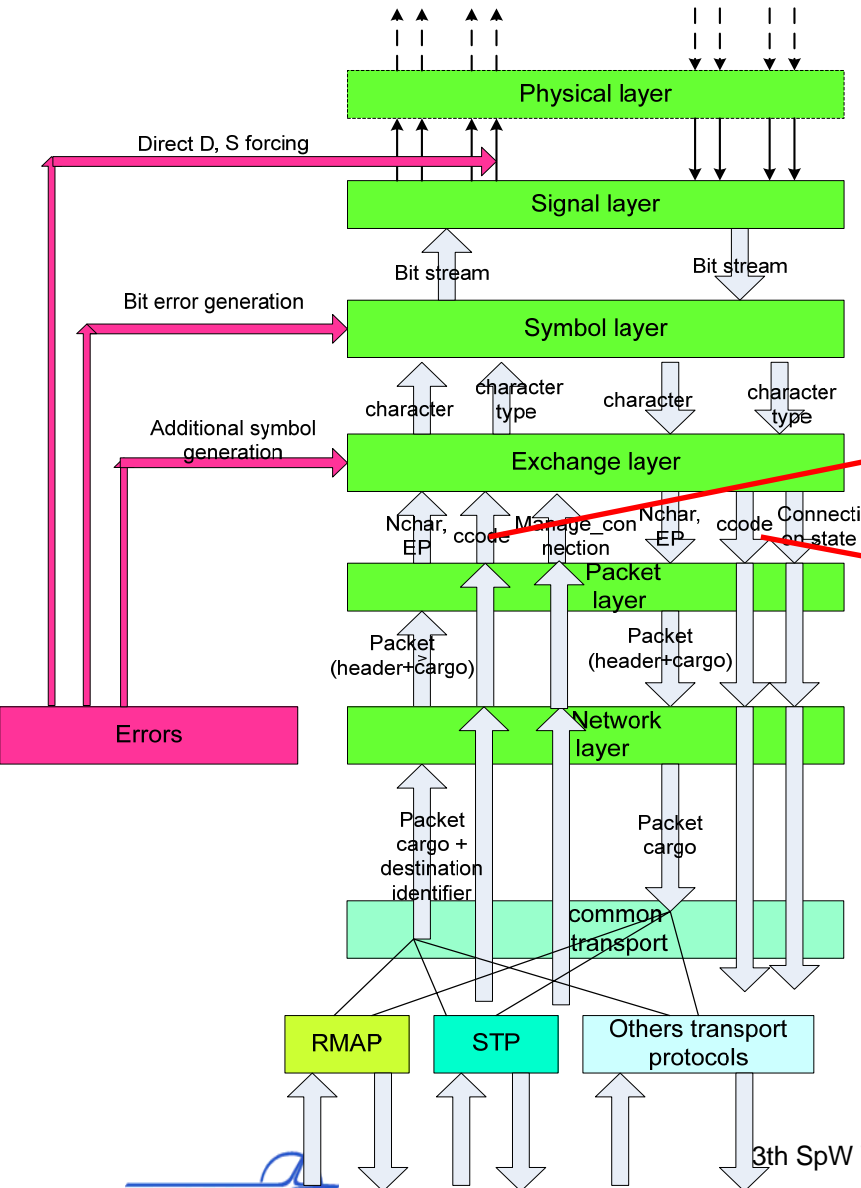 Physical layer
Direct D, S forcing
Signal layer
Bit stream
Bit stream
Bit error generation
Symbol layer
character
character
type
character
character
type
Additional symbol
generation
Exchange layer
Nchar,
EP
ccode
Manage_con
nection
Nchar,
EP
ccode
Connecti
on state
Packet
layer
Packet
(header+cargo)
v
Packet
(header+cargo)
Errors
Network
layer
Packet
cargo +
destination
identifier
Packet
cargo
common
transport
RMAP
STP
Others transport
protocols
3th SpW